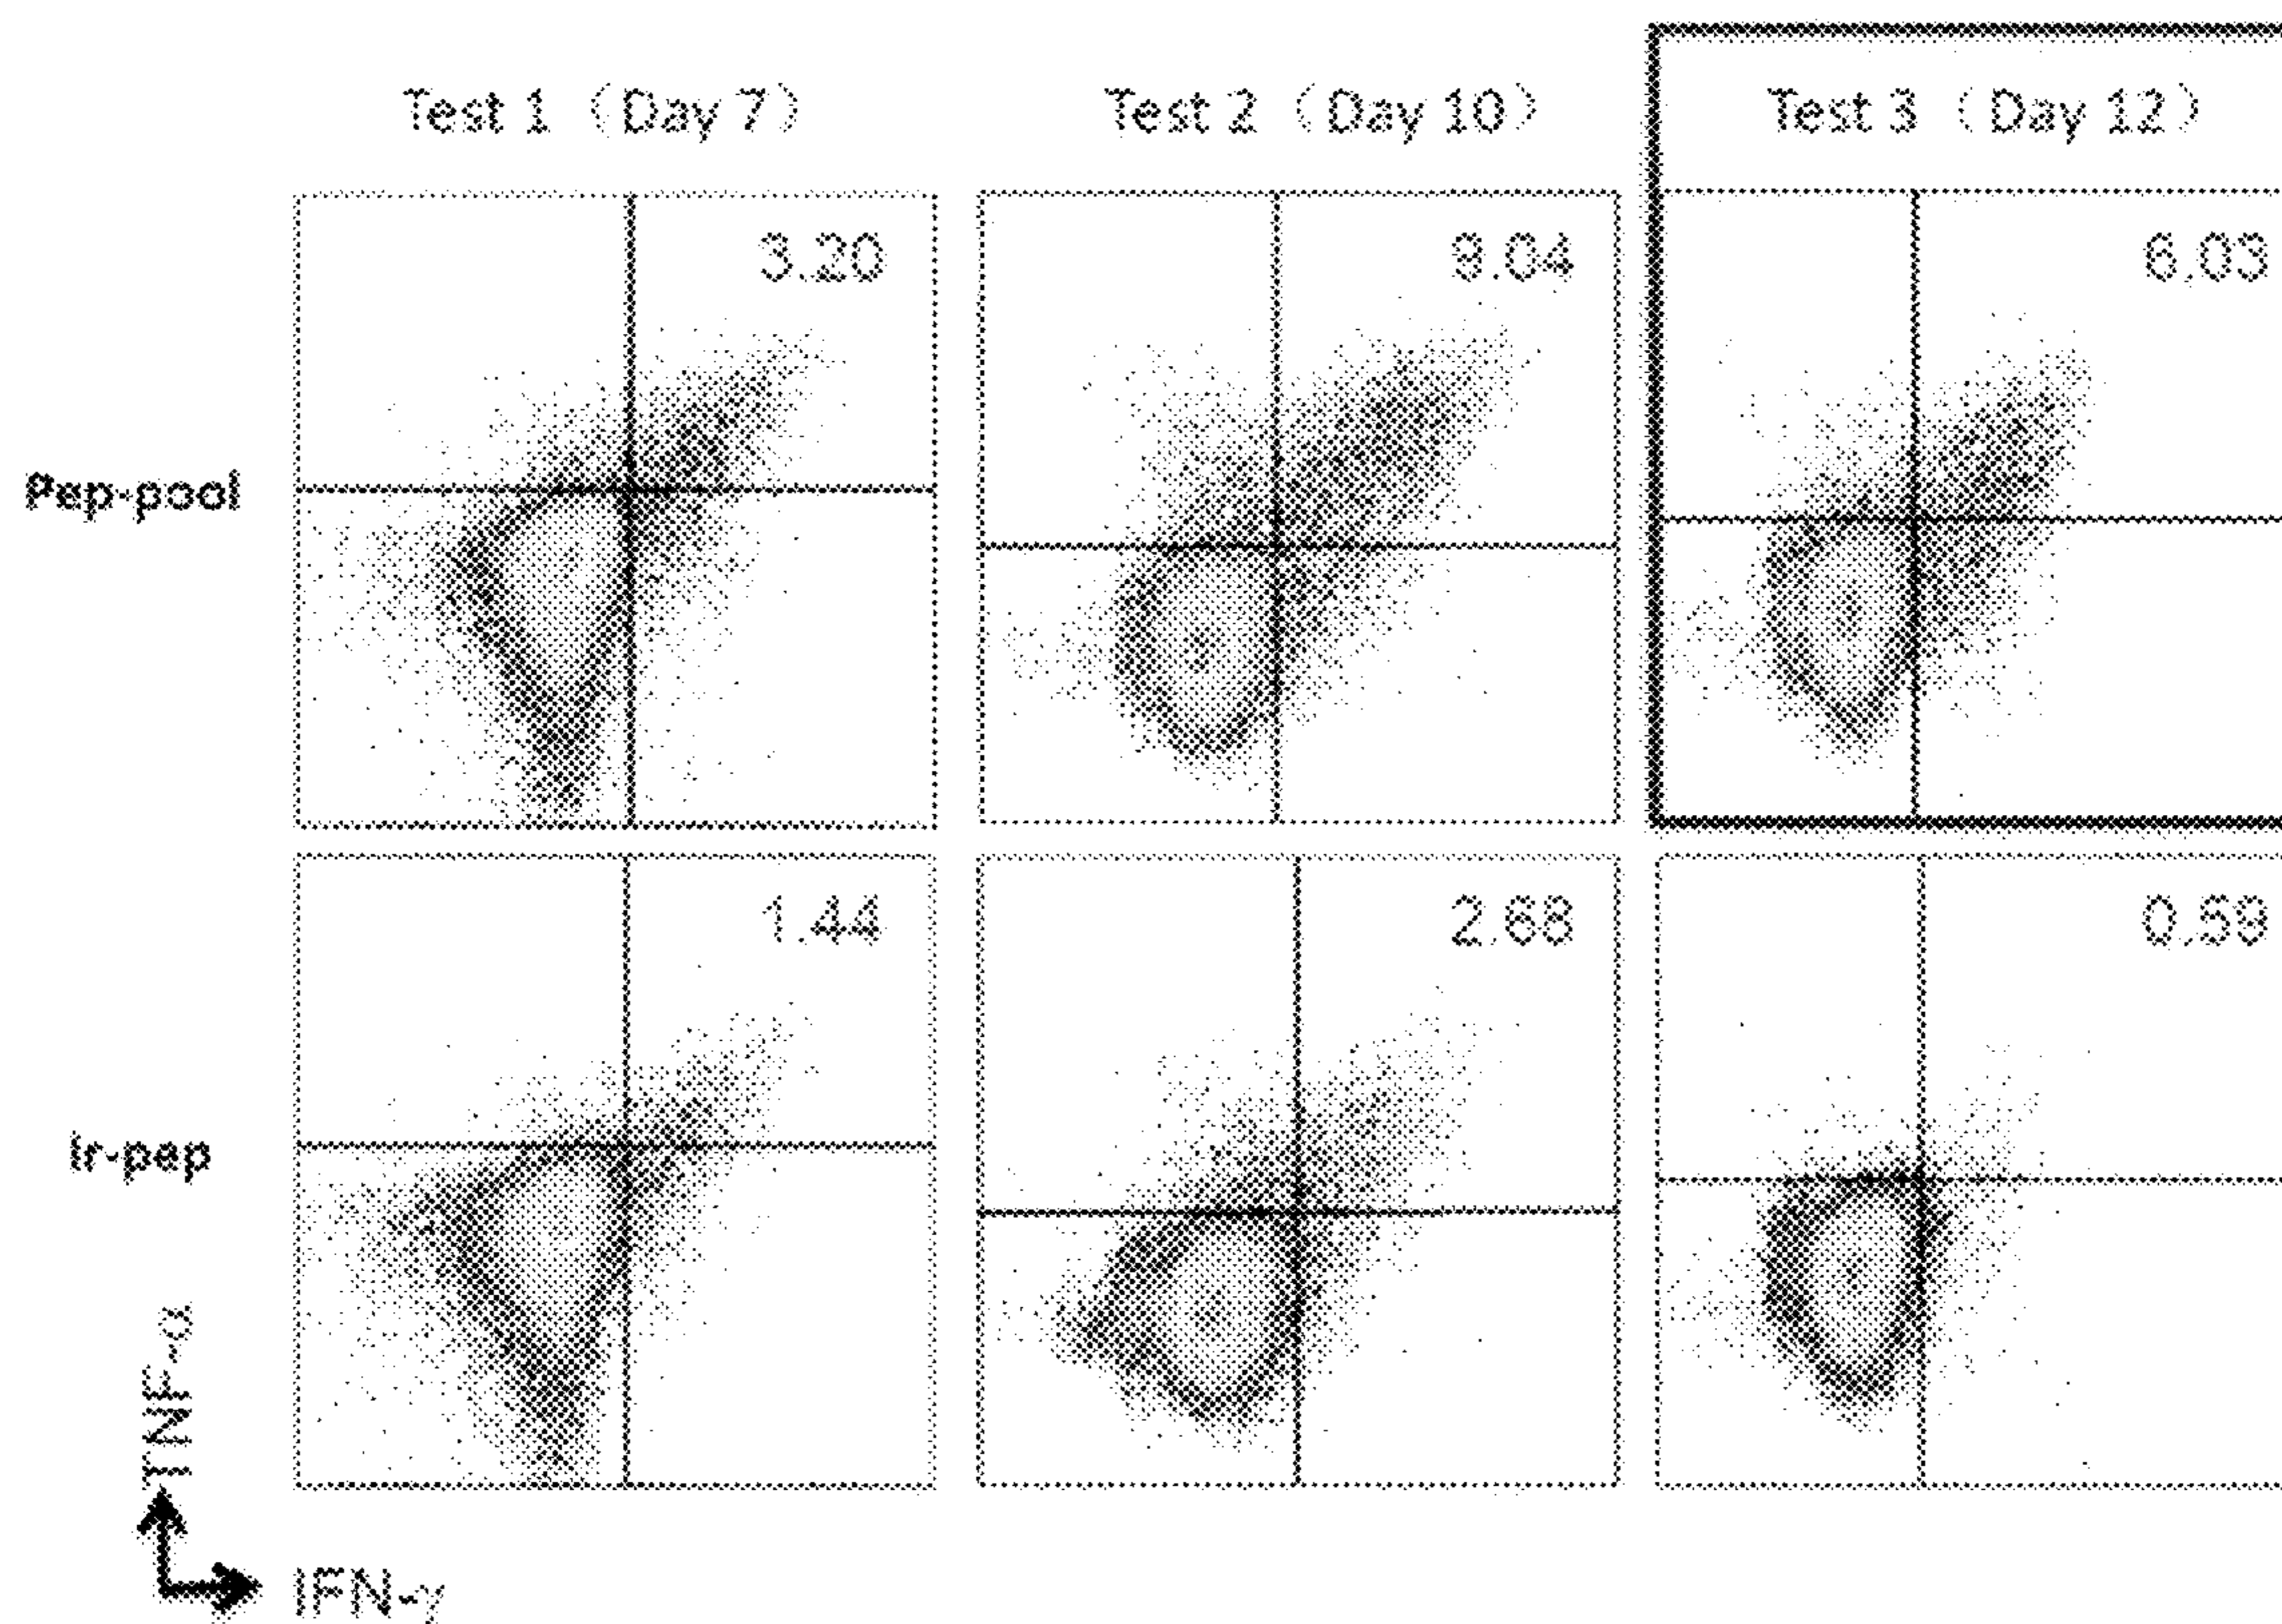 Test 1 (Day 7)
Test 2 (Day 10)
Test 3 (Day 12)
Pep-pool
3.20
9.04
6.03
Ir-pep
1.44
2.68
0.59
TNF-α
IFN-γ